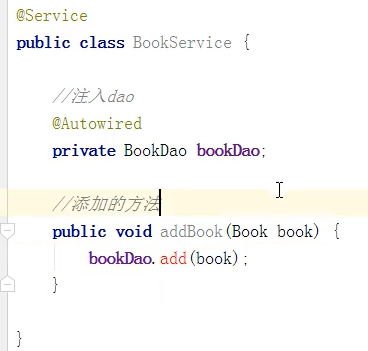 @Service
public class BookService {
//注入dao
@Autowired
private BookDao bookDao;
//添加的方法
public void addBook(Book book) {
bookDao.add(book);
}
}